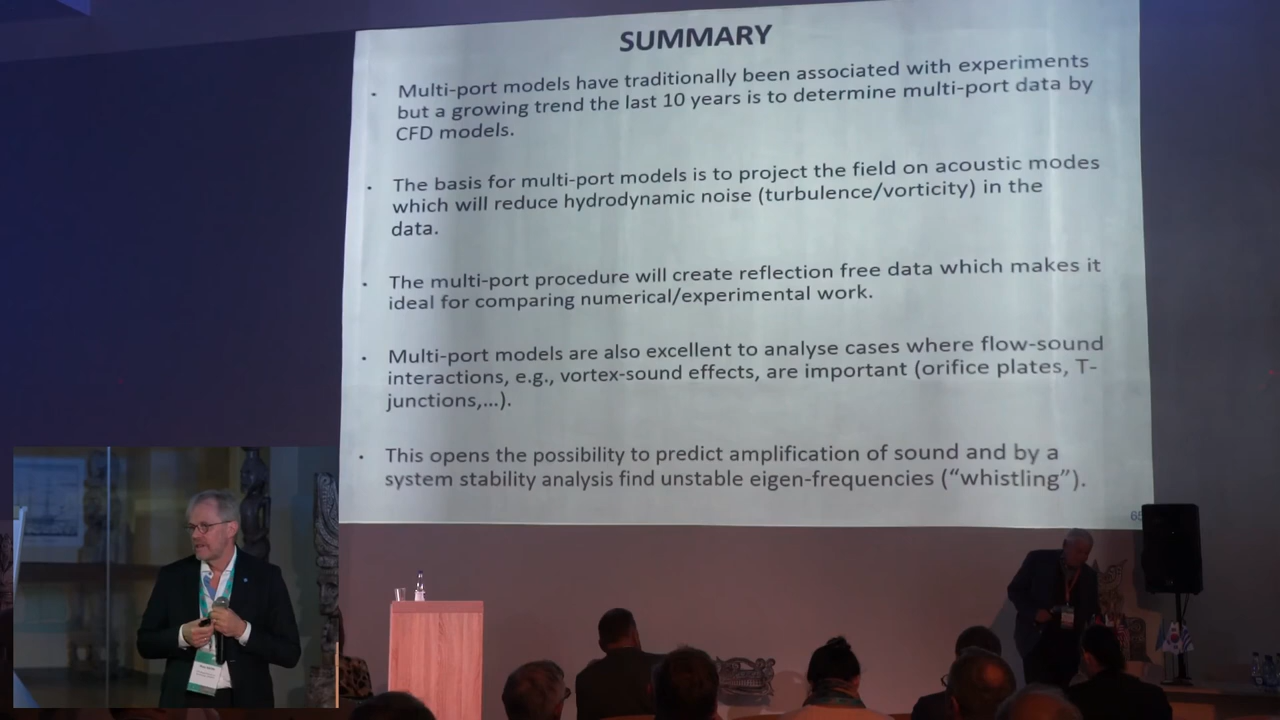 SUMMARY
. Multi-port models have traditionally been associated with experiments
but a growing trend the last 10 years is to determine multi-port data by
CFD models.
. The basis for multi-port models is to project the field on acoustic modes
which will reduce hydrodynamic noise (turbulence/vorticity) in the
data.
. The multi-port procedure will create reflection free data which makes it
ideal for comparing numerical/experimental work.
. Multi-port models are also excellent to analyse cases where flow-sound
interactions, e.g., vortex-sound effects, are important (orifice plates, T-
junctions,...).
. This opens the possibility to predict amplification of sound and by a
system stability analysis find unstable eigen-frequencies (“whistling”).